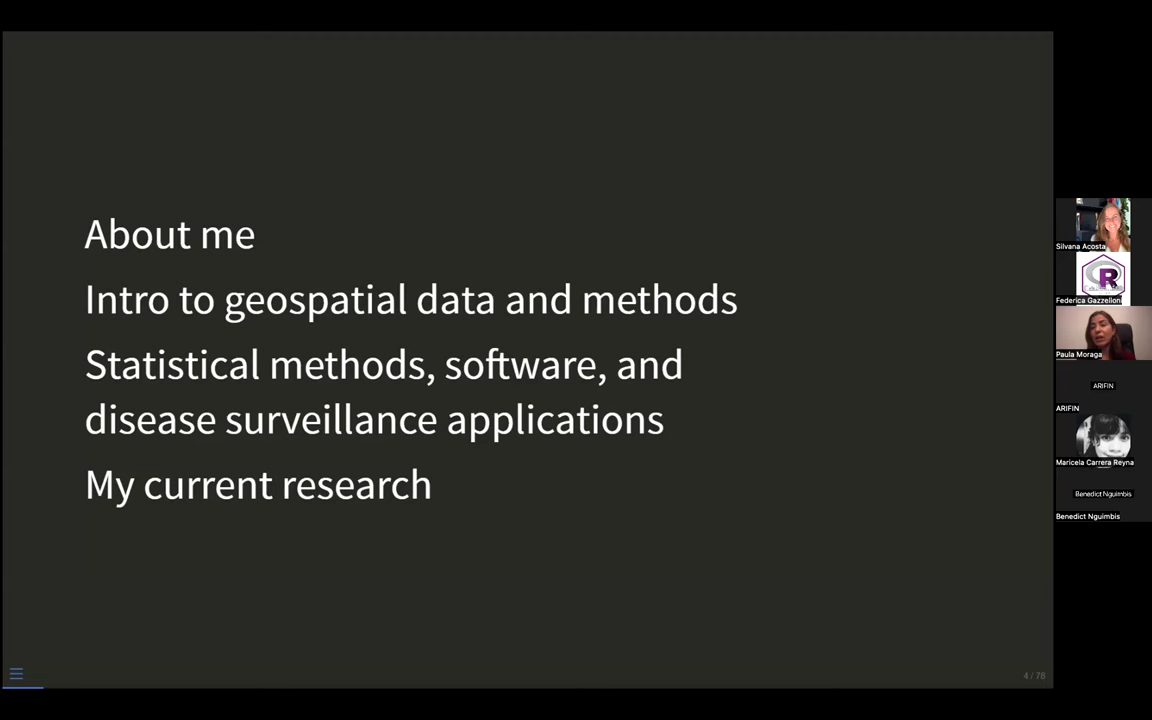 About me
Intro to geospatial data and methods
Statistical methods, software, and
disease surveillance applications
My current research
4 / 78
Silvana Acosta
R
Federica Gazzelloni
Paula Moraga
ARIFIN
ARIFIN
Maricela Carrera Reyna
Benedict Nguimbis
Benedict Nguimbis